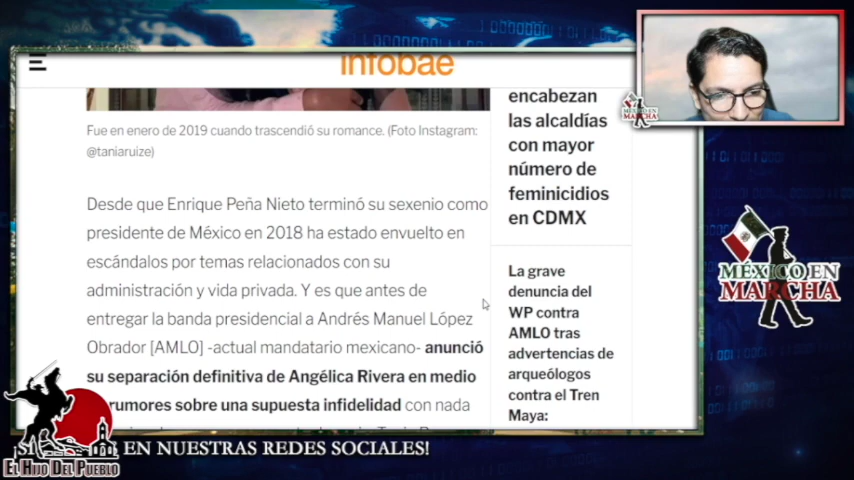 infobae
Fue en enero de 2019 cuando trascendió su romance. (Foto Instagram:
@taniaruize)
Desde que Enrique Peña Nieto terminó su sexenio como
presidente de México en 2018 ha estado envuelto en
escándalos por temas relacionados con su
administración y vida privada. Y es que antes de
entregar la banda presidencial a Andrés Manuel López
Obrador [AMLO] -actual mandatario mexicano- anunció
su separación definitiva de Angélica Rivera en medio
rumores sobre una supuesta infidelidad con nada
encabezan
las alcaldías
con mayor
número de
feminicidios
en CDMX
La grave
denuncia del
WP contra
AMLO tras
advertencias de
arqueólogos
contra el Tren
Maya:
MÉXICO EN
MARCHA
MÉXICO EN
MARCHA
EN NUESTRAS REDES SOCIALES!
EL HIJO DEL PUEBLO